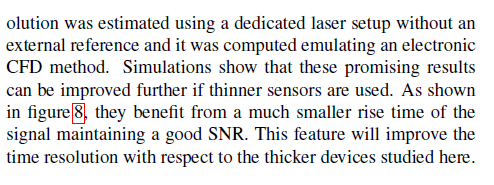 olution was estimated using a dedicated laser setup without an
external reference and it was computed emulating an electronic
CFD method. Simulations show that these promising results
can be improved further if thinner sensors are used. As shown
in figure 8, they benefit from a much smaller rise time of the
signal maintaining a good SNR. This feature will improve the
time resolution with respect to the thicker devices studied here.